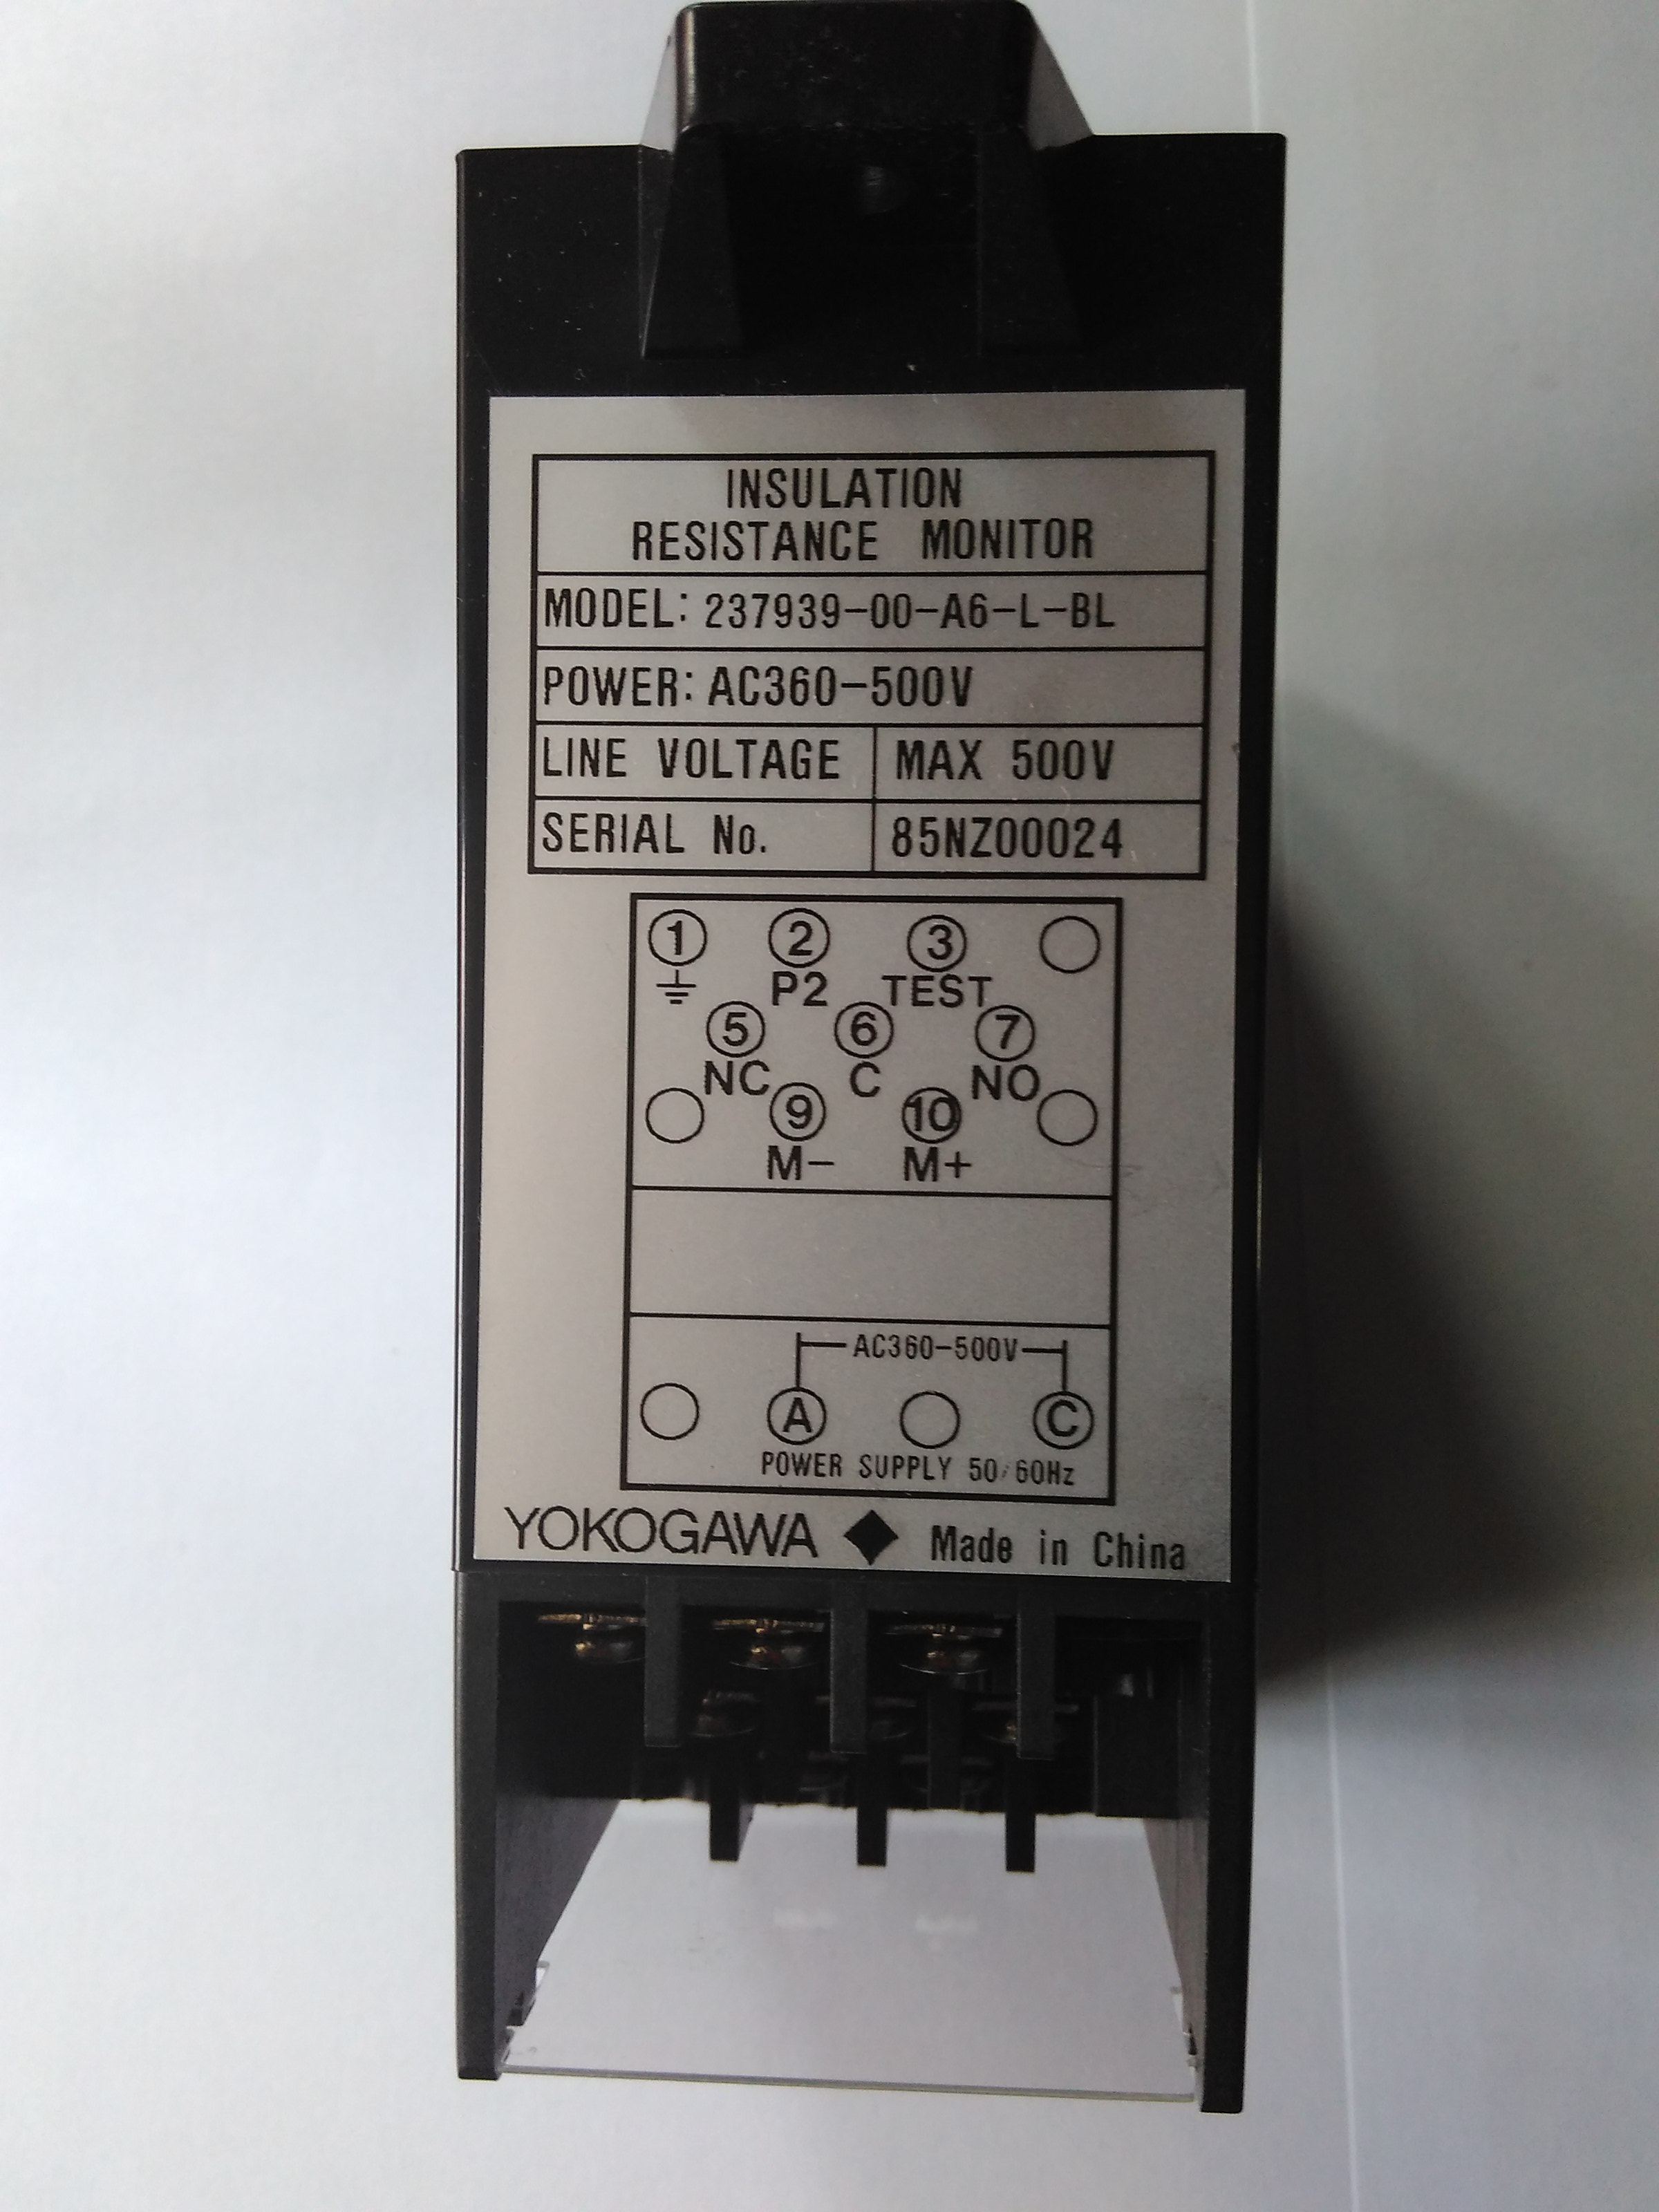 INSULATION
RESISTANCE MONITOR
MODEL: 237939-00-A6-L-BL
POWER: AC360-500V
LINE VOLTAGE MAX 500V
SERIAL No. 85NZ00024
1 2 3
P2 TEST
5 6 7
NC C NO
9 10
M- M+
AC360-500V
A C
POWER SUPPLY 50/60Hz
YOKOGAWA ◆ Made in China